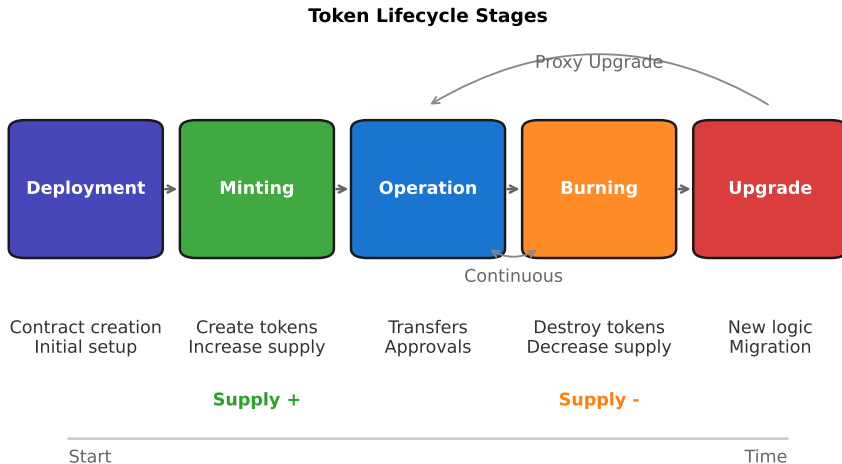 Token Lifecycle Stages
Proxy Upgrade
Deployment
Minting
Operation
Burning
Upgrade
Continuous
Contract creation
Initial setup
Create tokens
Increase supply
Transfers
Approvals
Destroy tokens
Decrease supply
New logic
Migration
Supply +
Supply -
Start
Time